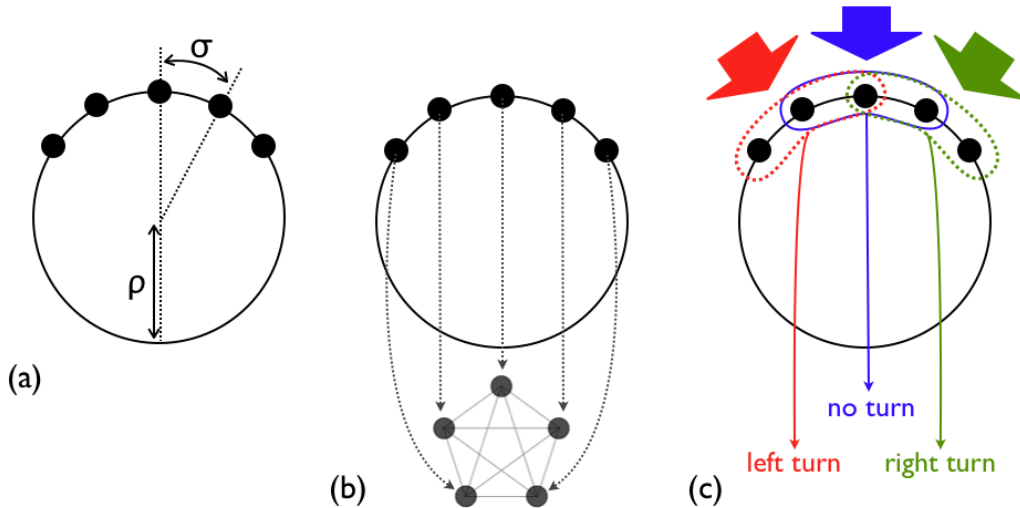 σ
ρ
(a)
(b)
(c)
no turn
left turn
right turn